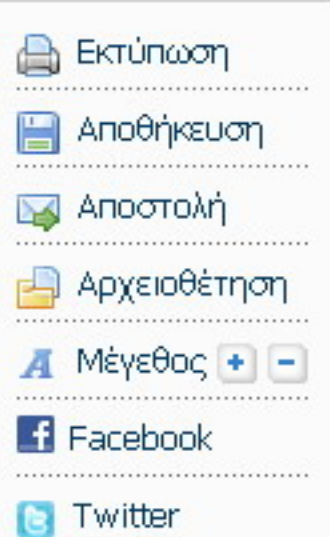 Εκτύπωση
Αποθήκευση
Αποστολή
Αρχειοθέτηση
Μέγεθος + -
Facebook
Twitter